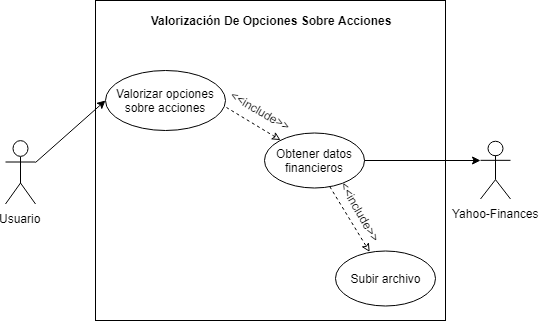 Valorización De Opciones Sobre Acciones
Valorizar opciones
sobre acciones
<<include>>
Obtener datos
financieros
Usuario
Yahoo-Finances
<<include>>
Subir archivo